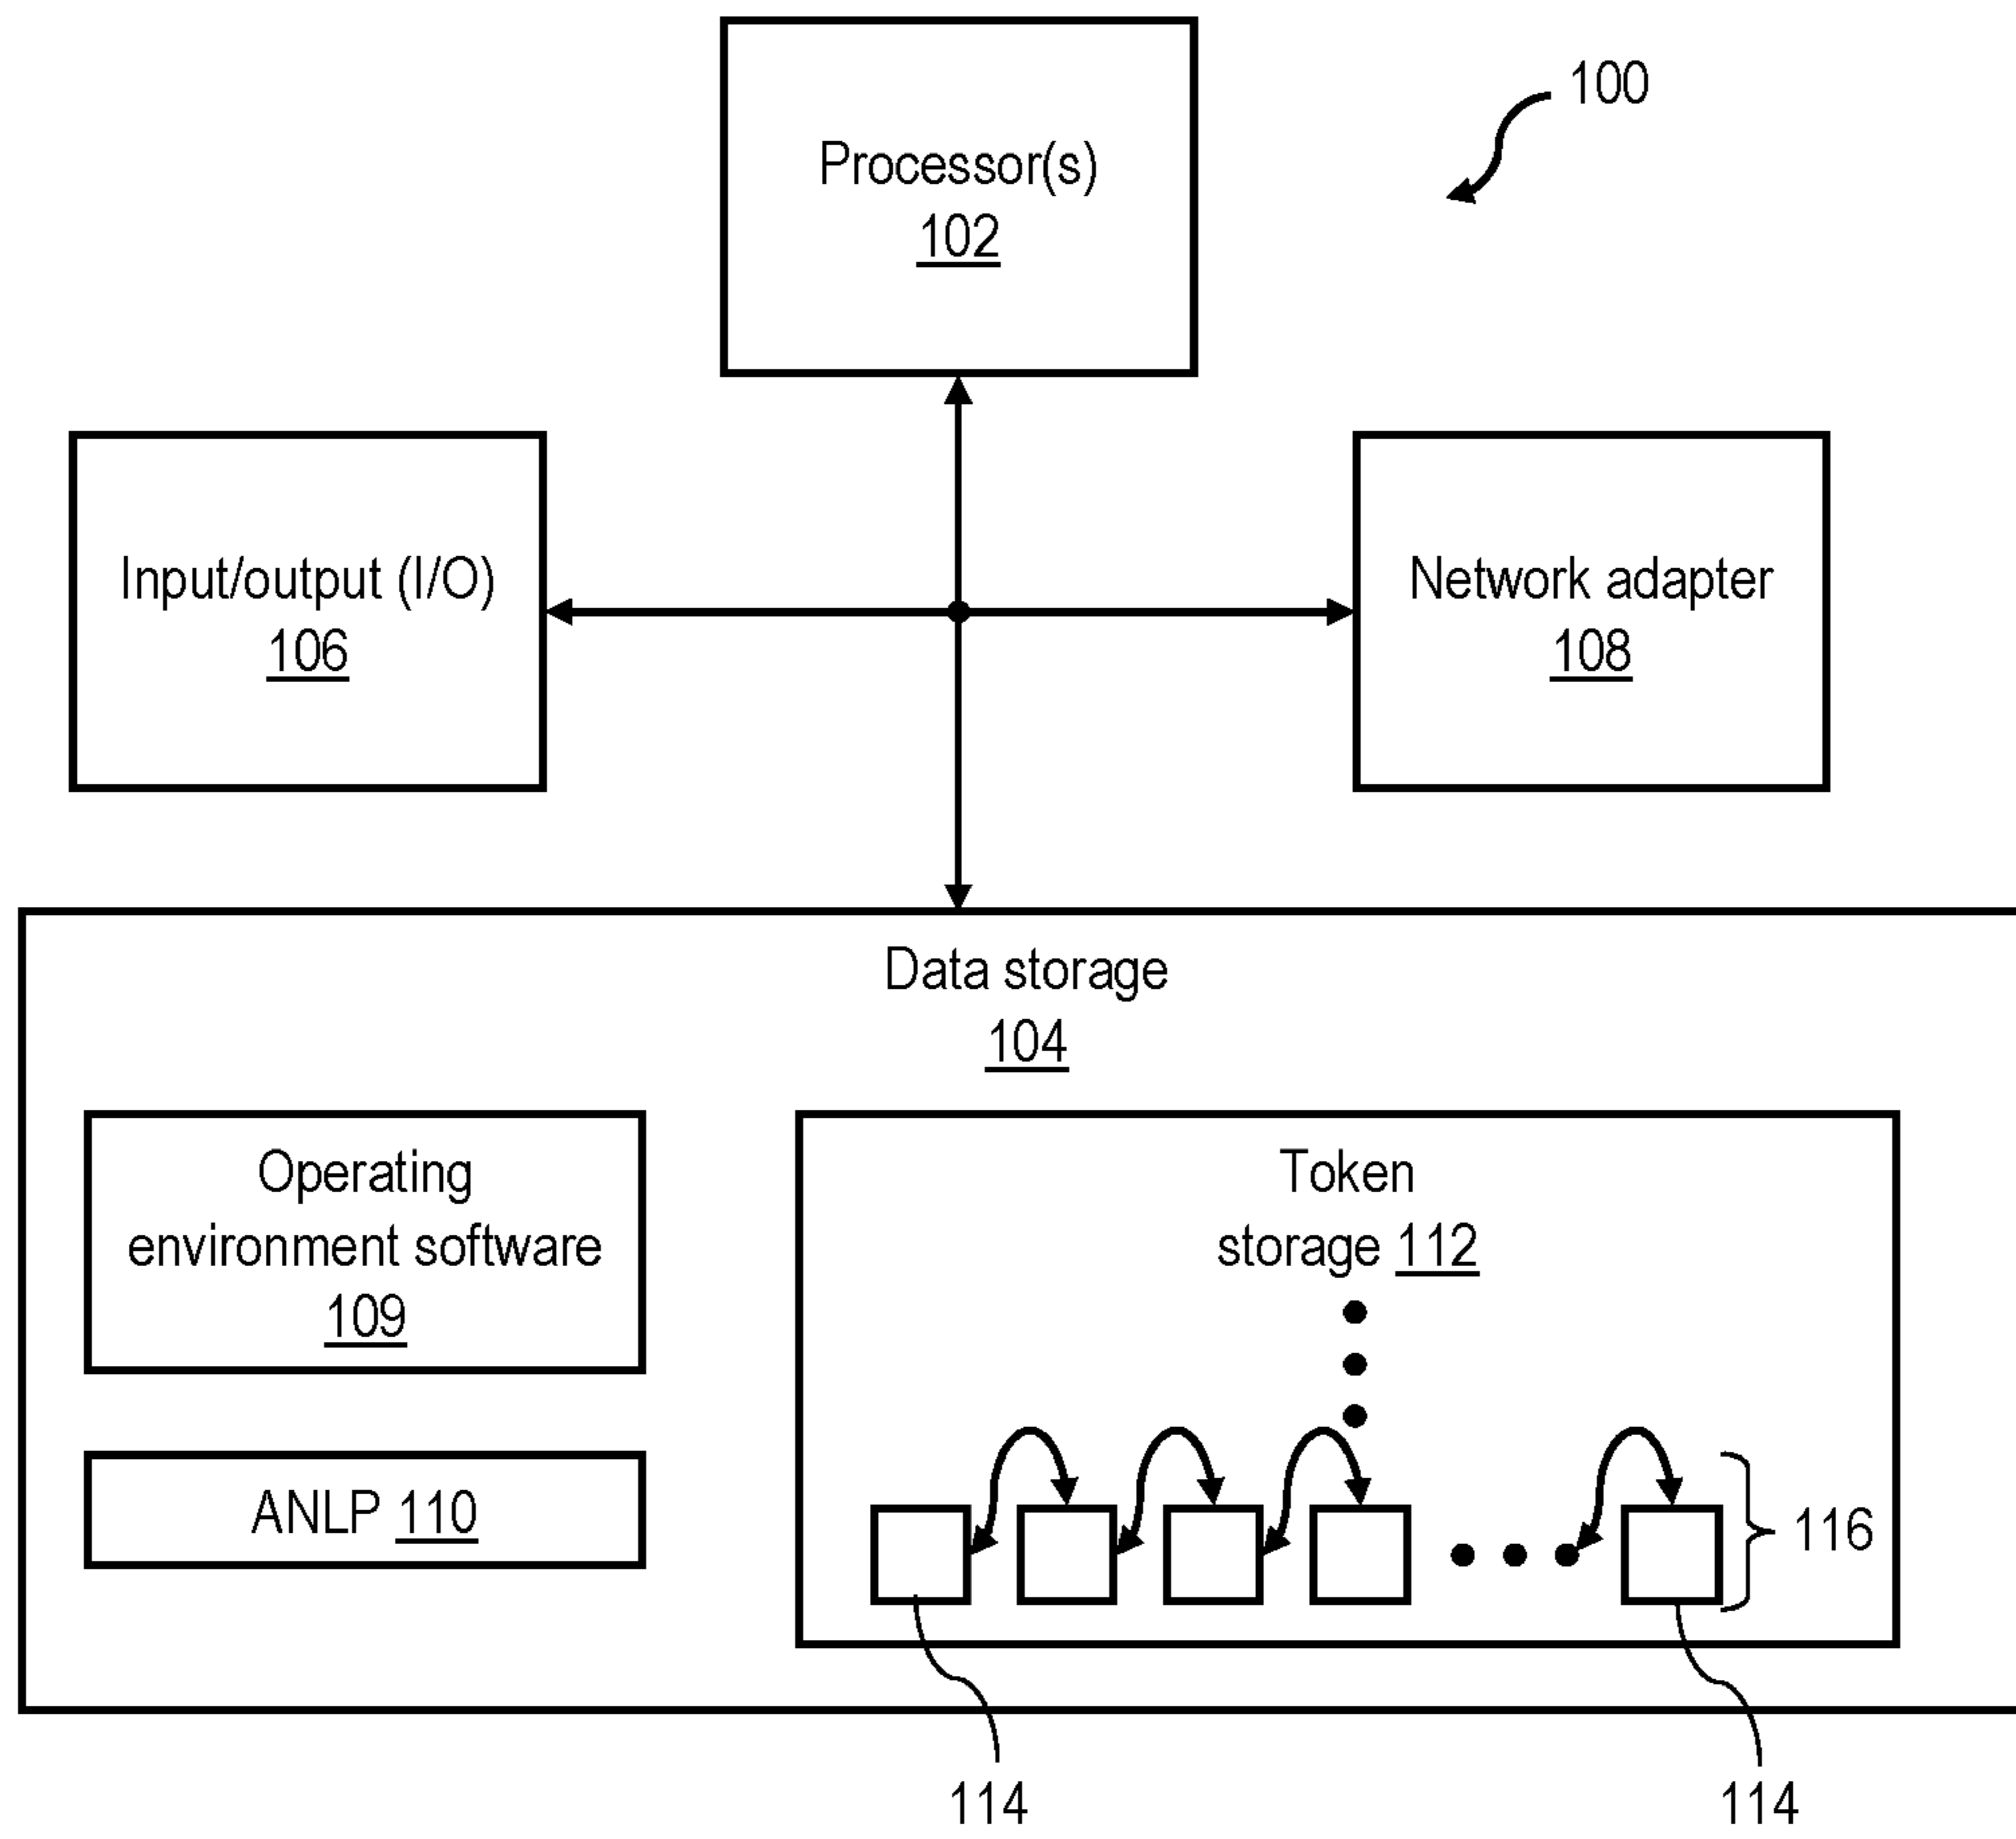 Processor(s)
102
100
Input/output (I/O)
106
Network adapter
108
Data storage
104
Operating
environment software
109
ANLP 110
Token
storage 112
116
114
114